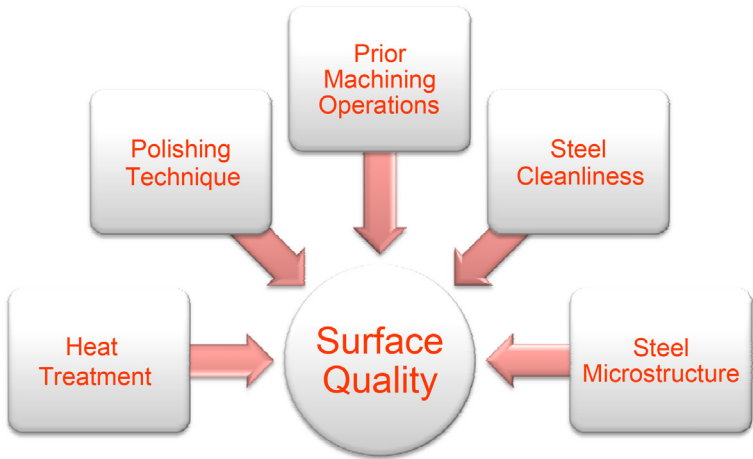 Prior
Machining
Operations
Polishing
Technique
Steel
Cleanliness
Heat
Treatment
Surface
Quality
Steel
Microstructure